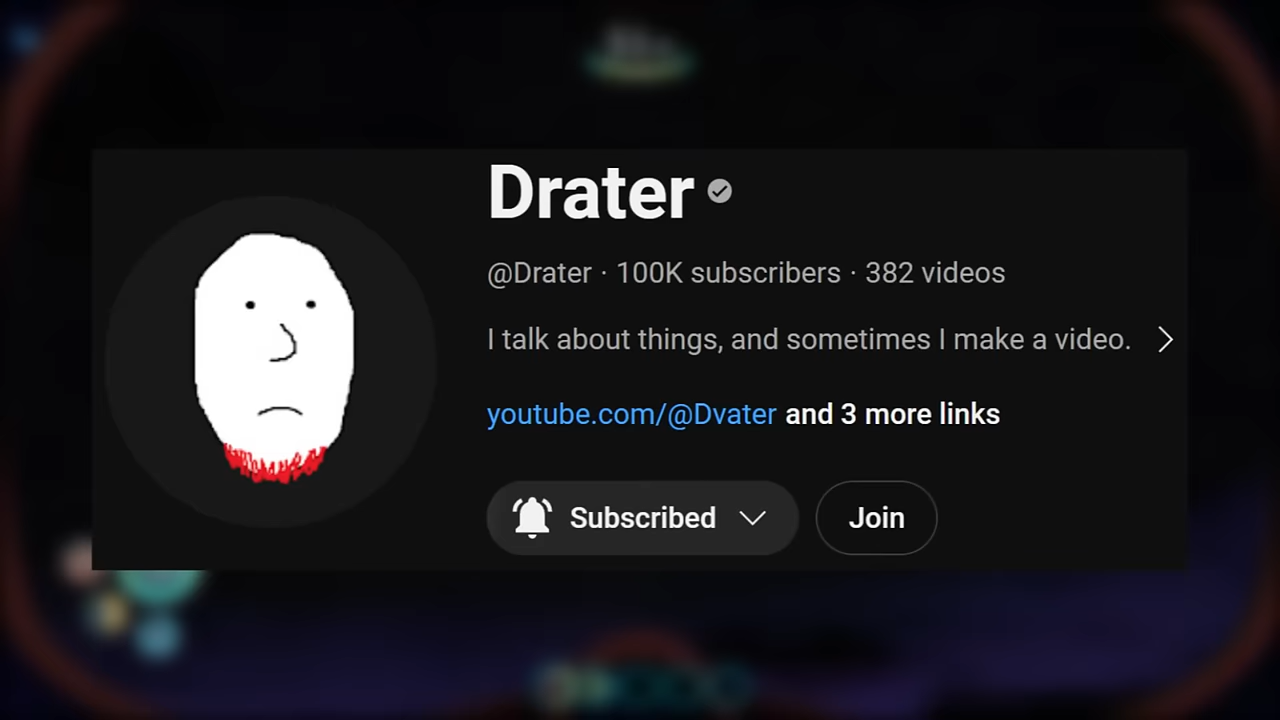 Drater
@Drater · 100K subscribers · 382 videos
I talk about things, and sometimes I make a video.
youtube.com/@Dvater and 3 more links
Subscribed
Join